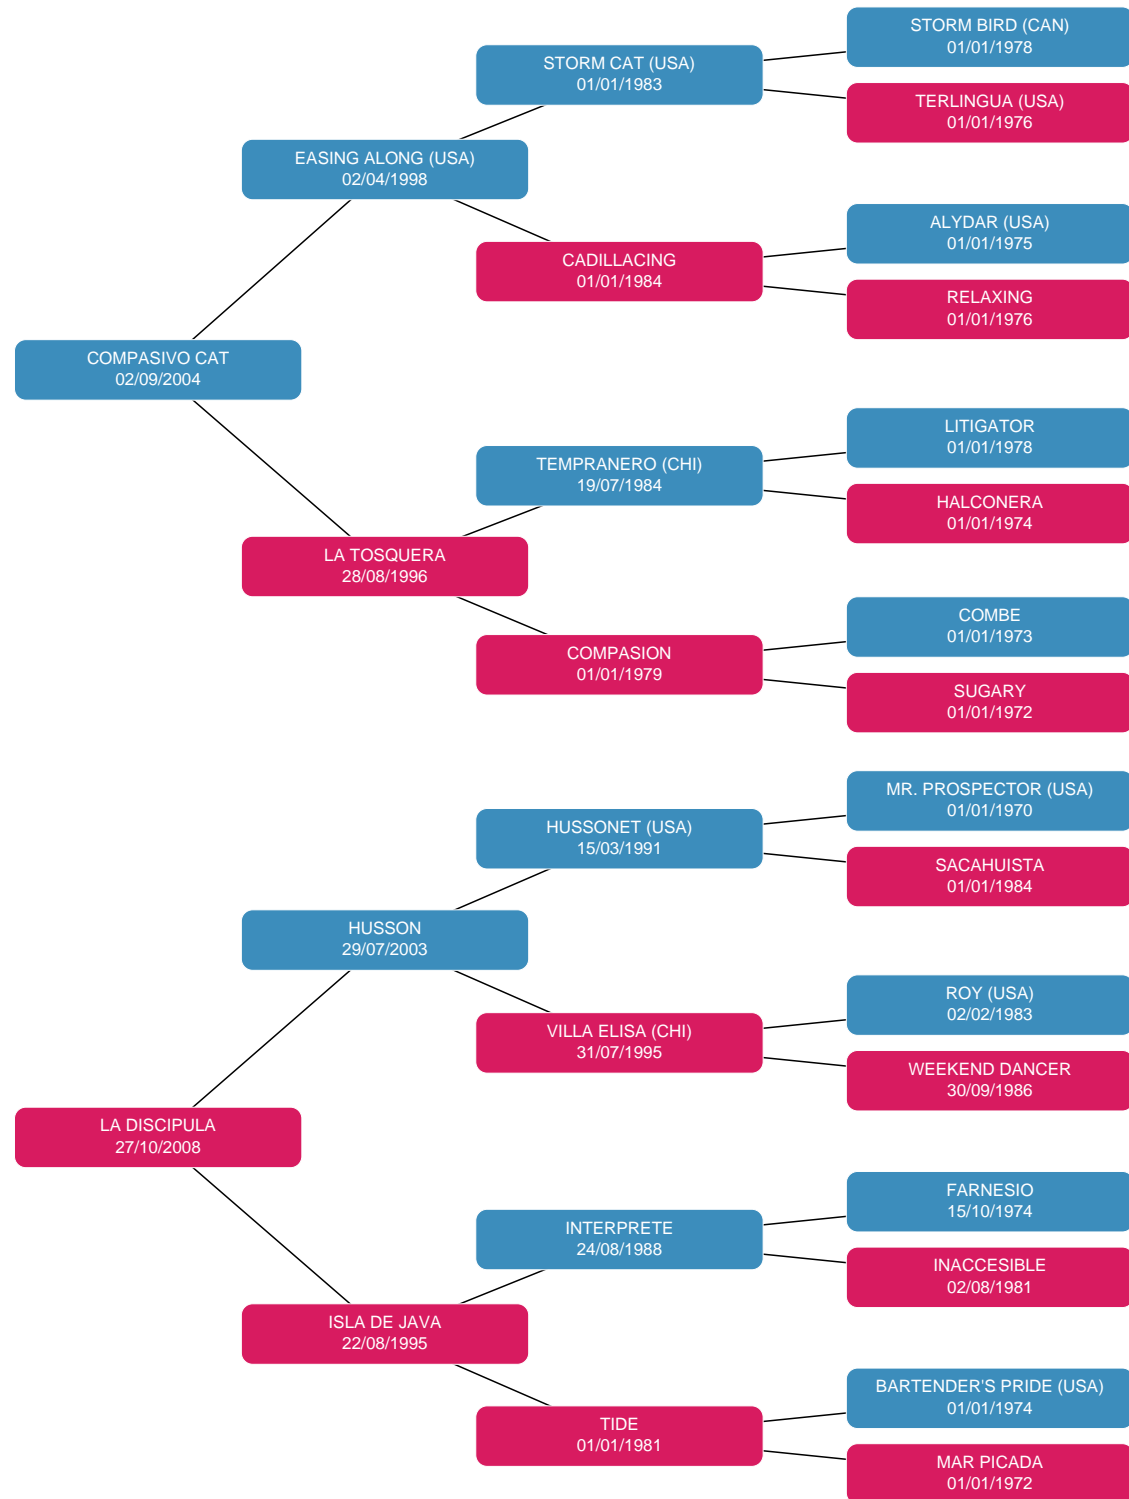 STORM BIRD (CAN)
01/01/1978
STORM CAT (USA)
01/01/1983
TERLINGUA (USA)
01/01/1976
EASING ALONG (USA)
02/04/1998
ALYDAR (USA)
01/01/1975
CADILLACING
01/01/1984
RELAXING
01/01/1976
COMPASIVO CAT
02/09/2004
LITIGATOR
01/01/1978
TEMPRANERO (CHI)
19/07/1984
HALCONERA
01/01/1974
LA TOSQUERA
28/08/1996
COMBE
01/01/1973
COMPASION
01/01/1979
SUGARY
01/01/1972
MR. PROSPECTOR (USA)
01/01/1970
HUSSONET (USA)
15/03/1991
SACAHUISTA
01/01/1984
HUSSON
29/07/2003
ROY (USA)
02/02/1983
VILLA ELISA (CHI)
31/07/1995
WEEKEND DANCER
30/09/1986
LA DISCIPULA
27/10/2008
FARNESIO
15/10/1974
INTERPRETE
24/08/1988
INACCESIBLE
02/08/1981
ISLA DE JAVA
22/08/1995
BARTENDER'S PRIDE (USA)
01/01/1974
TIDE
01/01/1981
MAR PICADA
01/01/1972